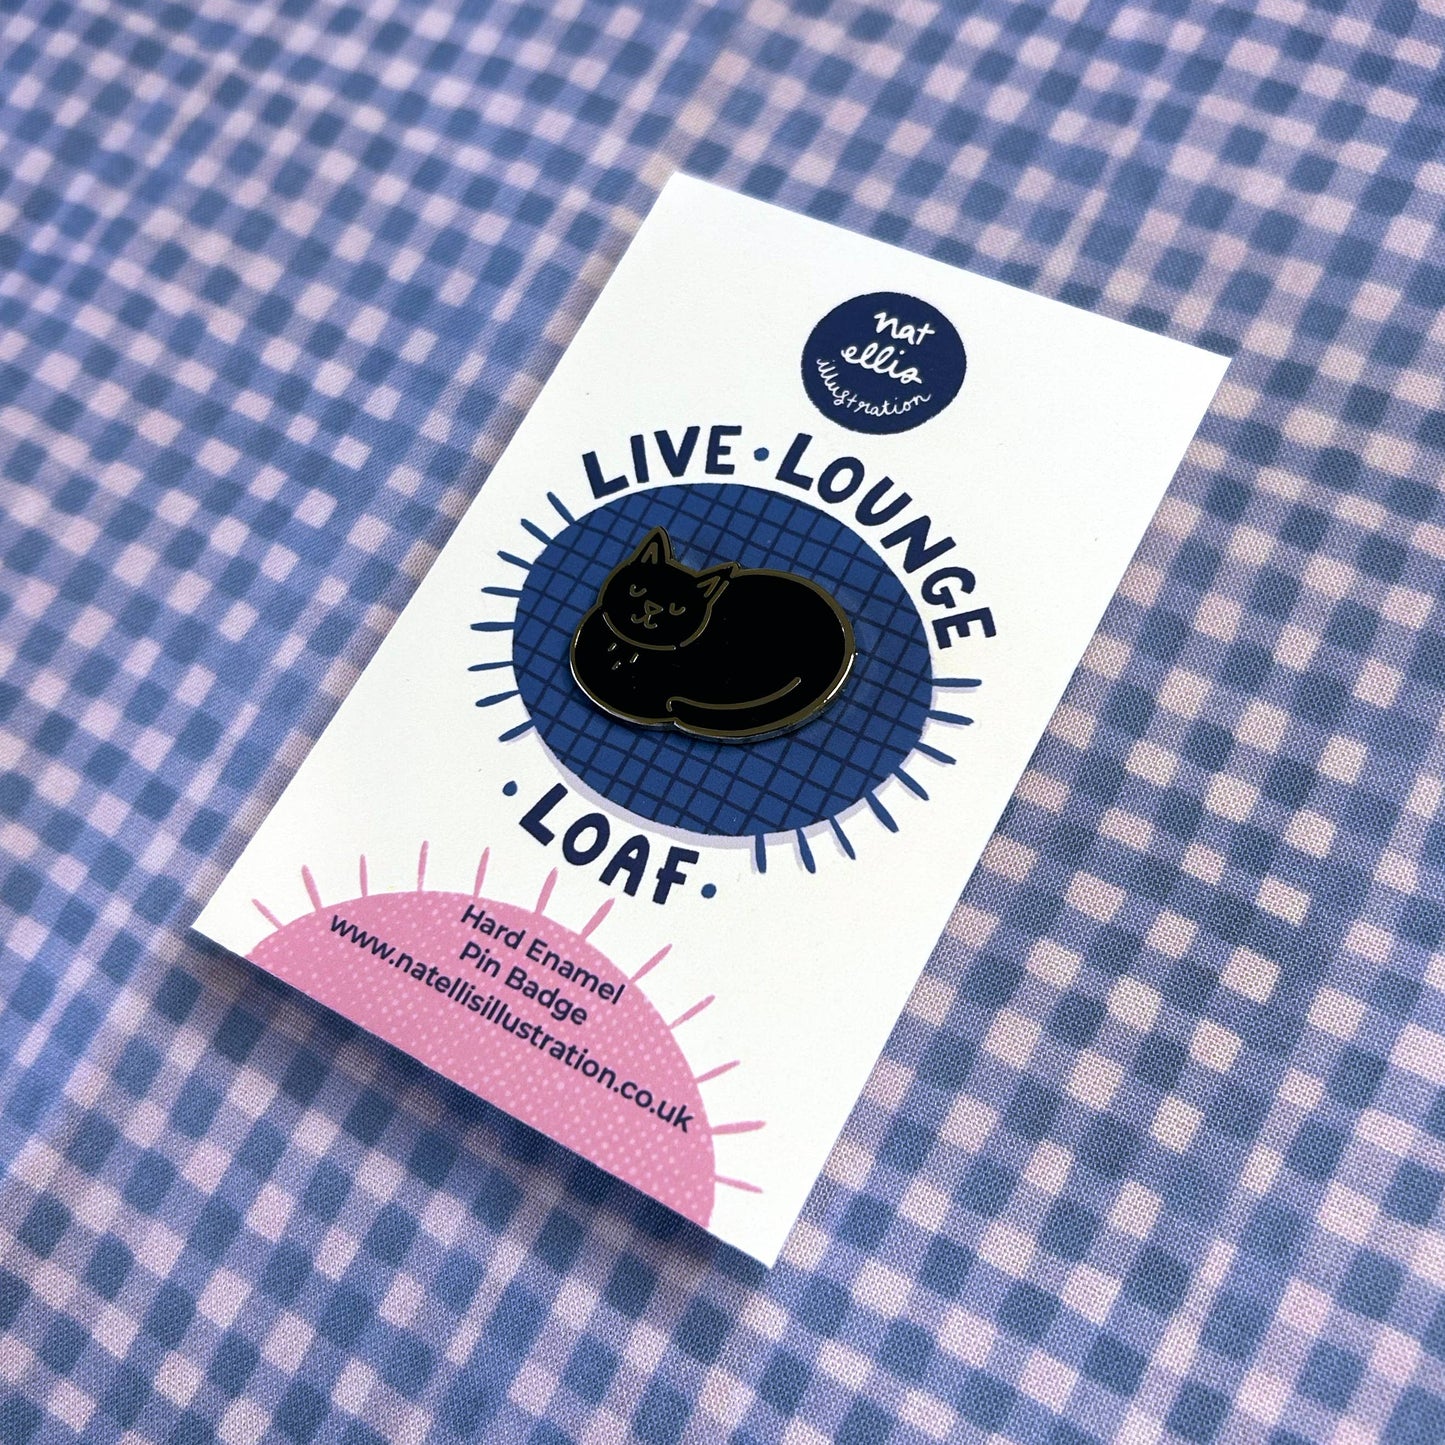 nat
ellis
illustration
LIVE · LOUNGE
· LOAF ·
Hard Enamel
Pin Badge
www.natellisillustration.co.uk